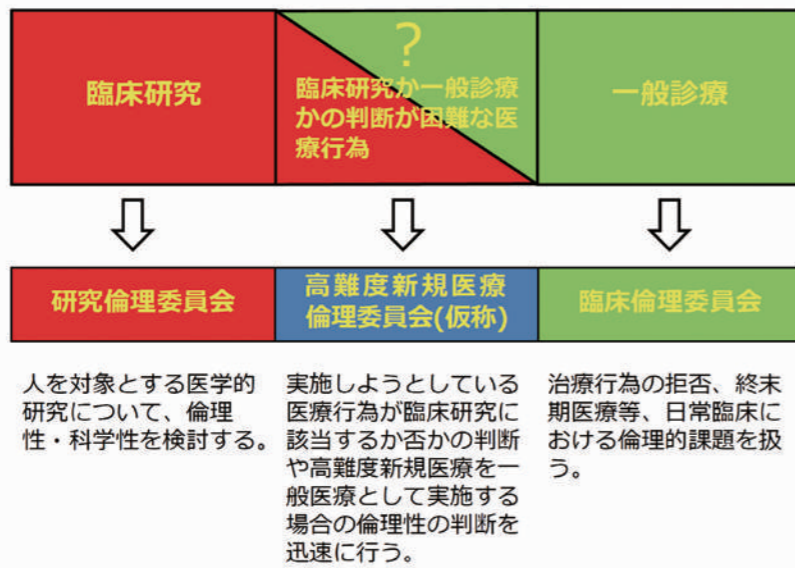 臨床研究
?
臨床研究か一般診療
かの判断が困難な医
療行為
一般診療
研究倫理委員会
高難度新規医療
倫理委員会(仮称)
臨床倫理委員会
人を対象とする医学的
研究について、倫理
性・科学性を検討する。
実施しようとしている
医療行為が臨床研究に
該当するか否かの判断
や高難度新規医療を一
般医療として実施する
場合の倫理性の判断を
迅速に行う。
治療行為の拒否、終末
期医療等、日常臨床に
おける倫理的課題を扱
う。